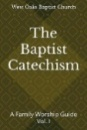 West Oaks Baptist Church
The
Baptist
Catechism
A Family Worship Guide
Vol. 1